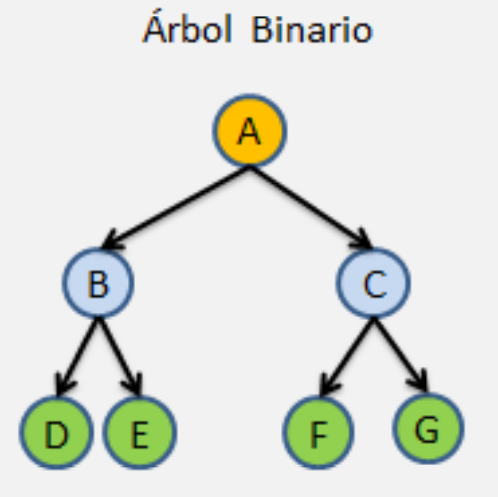 Árbol Binario
A
B C
D E F G